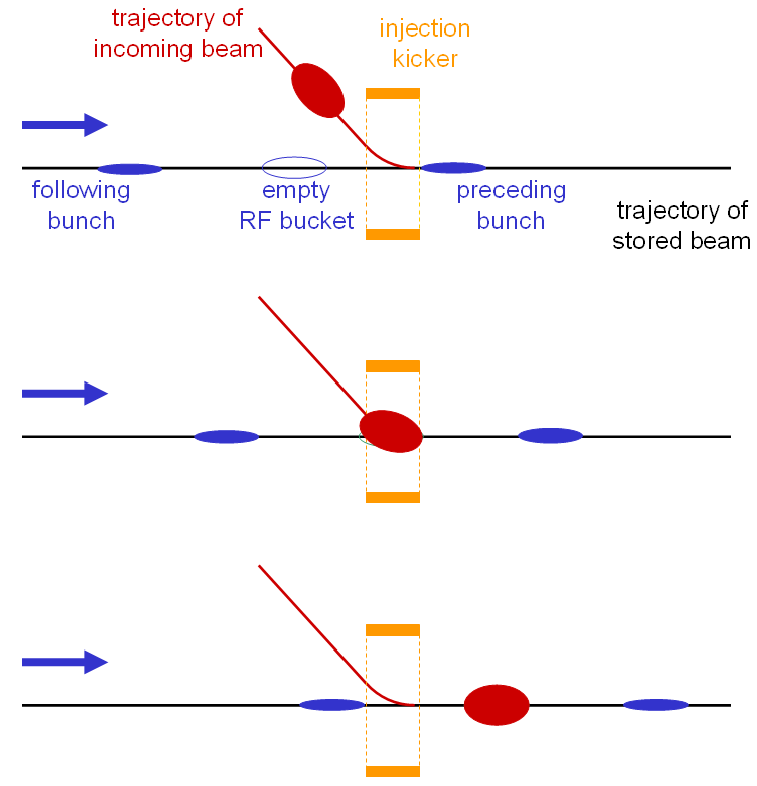 trajectory of
incoming beam
injection
kicker
following
bunch
empty
RF bucket
preceding
bunch
trajectory of
stored beam